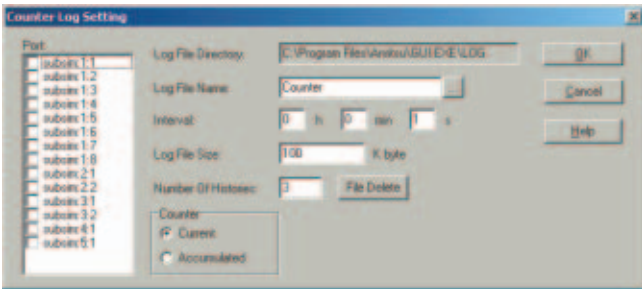 Counter Log Setting
Port:
subsim:1:1
subsim:1:2
subsim:1:3
subsim:1:4
subsim:1:5
subsim:1:6
subsim:1:7
subsim:1:8
subsim:2:1
subsim:2:2
subsim:3:1
subsim:3:2
subsim:4:1
Log File Directory: C:\Program Files\Anritsu\GUI.EXE\LOG
Log File Name: Counter ...
Interval: 0 h 0 min 1 s
Log File Size: 100 K byte
Number Of Histories: 3 File Delete
Counter
Current
Accumulated
OK
Cancel
Help